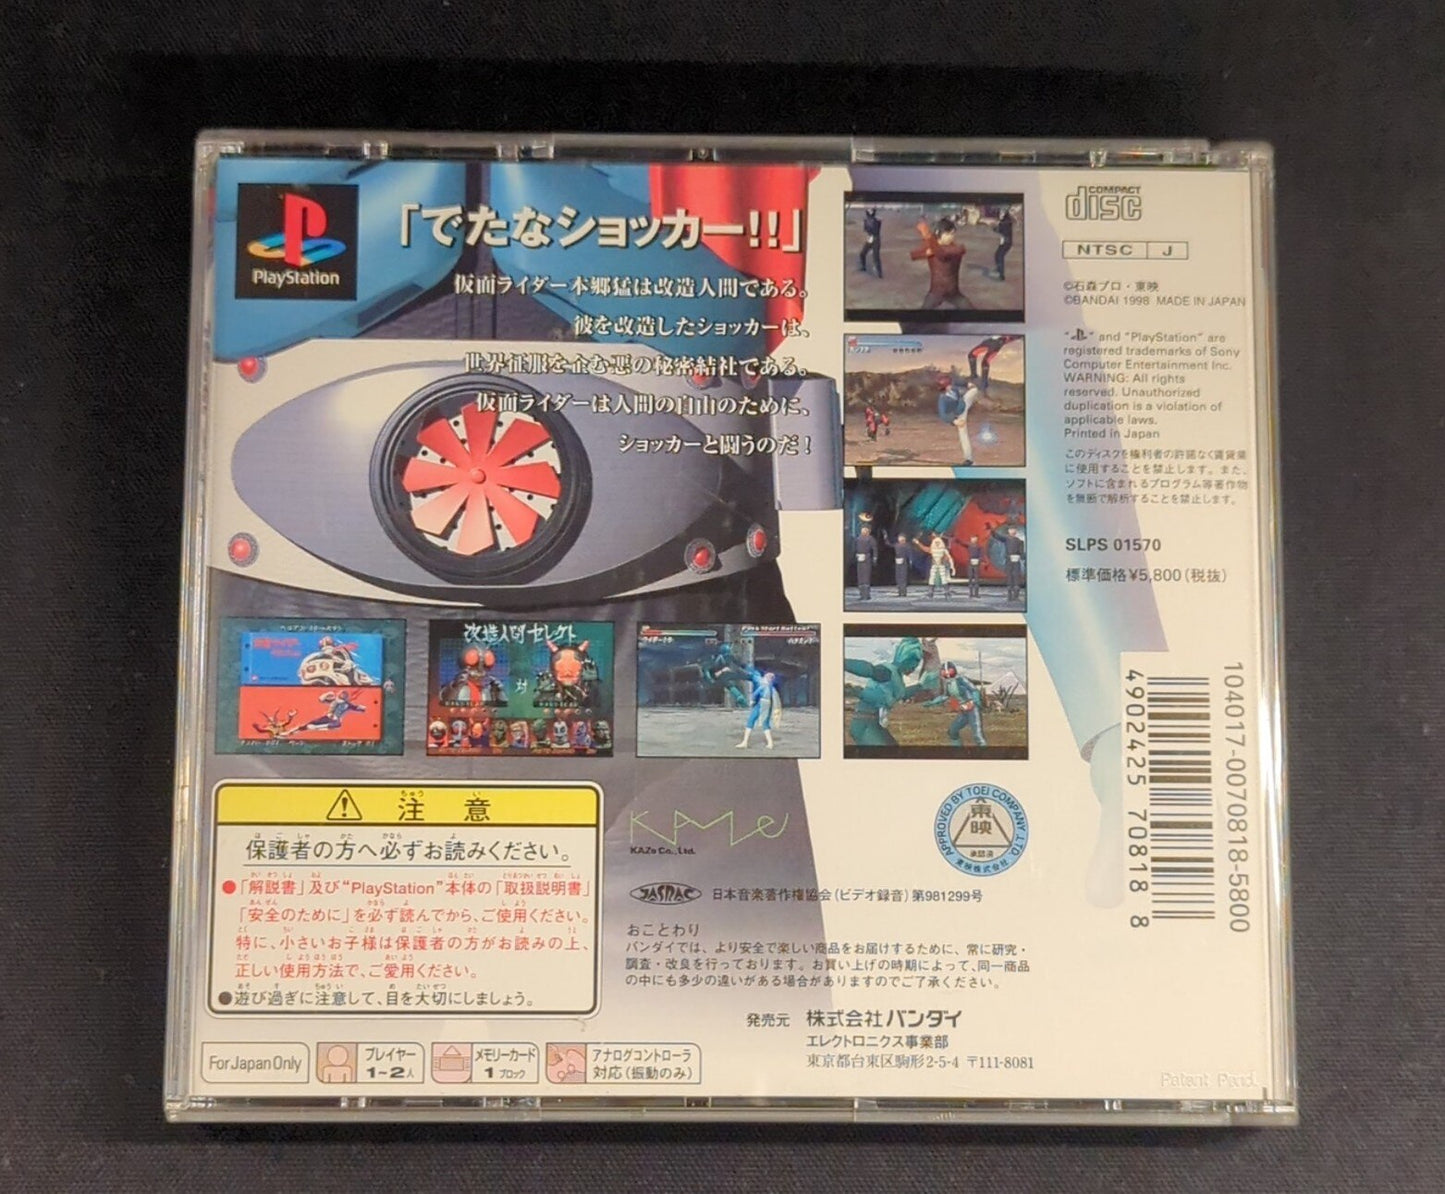 PlayStation
「でたなショッカー!!」
仮面ライダー本郷猛は改造人間である。
彼を改造したショッカーは、
世界征服を企む悪の秘密結社である。
仮面ライダーは人間の自由のために、
ショッカーと闘うのだ!
COMPACT
disc
NTSC J
©石森プロ・東映
©BANDAI 1998 MADE IN JAPAN
" " and "PlayStation" are
registered trademarks of Sony
Computer Entertainment Inc.
WARNING: All rights
reserved. Unauthorized
duplication is a violation of
applicable laws.
Printed in Japan
このディスクを権利者の許諾なく賃貸業
に使用することを禁止します。また、
ソフトに含まれるプログラム等著作物
を無断で解析することを禁止します。
SLPS 01570
標準価格¥5,800(税抜)
改造人間セレクト
対
4902425 70818 8
104017-0070818-5800
注意
保護者の方へ必ずお読みください。
●「解説書」及び"PlayStation"本体の「取扱説明書」
「安全のために」を必ず読んでから、ご使用ください。
特に、小さいお子様は保護者の方がお読みの上、
正しい使用方法で、ご愛用ください。
●遊び過ぎに注意して、目を大切にしましょう。
KAZe
KAZe Co.,Ltd.
APPROVED BY TOEI COMPANY, LTD.
東映
承認済
東映株式会社
JASRAC 日本音楽著作権協会(ビデオ録音)第981299号
おことわり
バンダイでは、より安全で楽しい商品をお届けするために、常に研究・
調査・改良を行っております。お買い上げの時期によって、同一商品
の中にも多少の違いがある場合がありますのでご了承ください。
発売元 株式会社バンダイ
エレクトロニクス事業部
東京都台東区駒形2-5-4 〒111-8081
For Japan Only
プレイヤー
1~2人
メモリーカード
1ブロック
アナログコントローラ
対応(振動のみ)
Patent Pend.